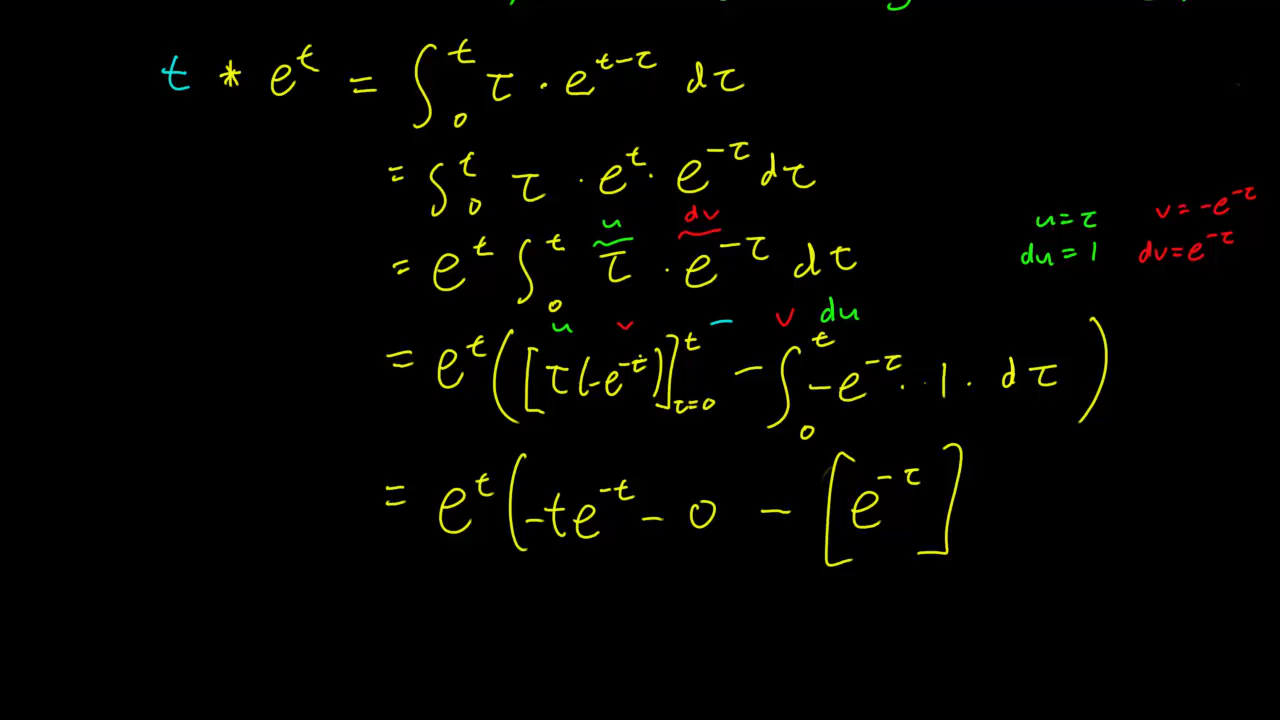 t * e^t = ∫_0^t τ · e^{t-τ} dτ
= ∫_0^t τ · e^t · e^{-τ} dτ
u dv
u = τ v = -e^{-τ}
= e^t ∫_0^t τ · e^{-τ} dτ
du = 1 dv = e^{-τ}
u v - v du
= e^t ( [ τ (-e^{-τ}) ]_{τ=0}^t - ∫_0^t -e^{-τ} · 1 · dτ )
= e^t ( -te^{-t} - 0 - [ e^{-τ} ]